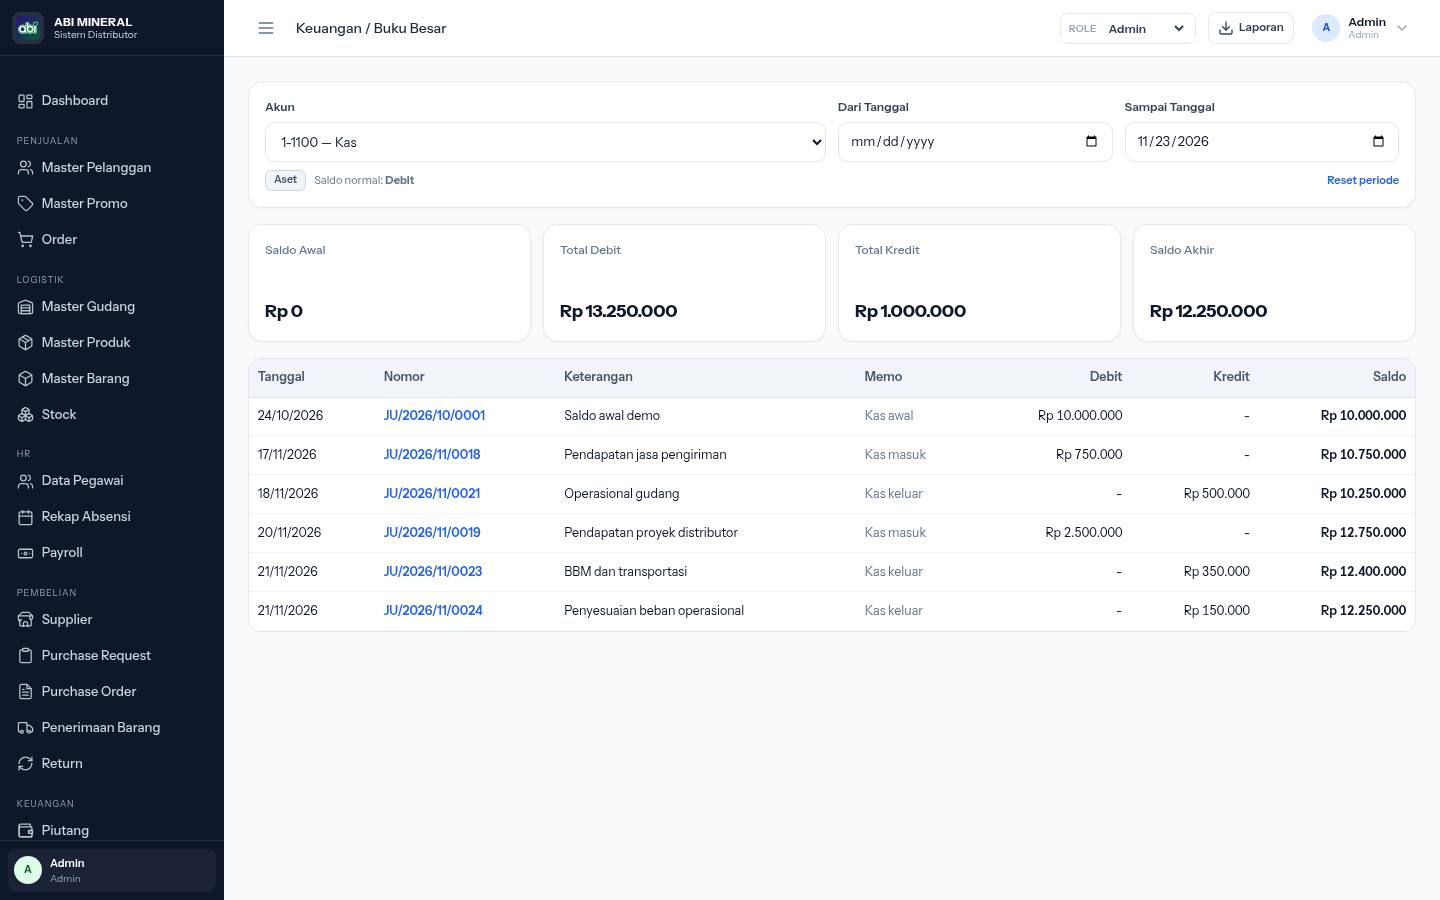 abi
ABI MINERAL
Sistem Distributor
Keuangan / Buku Besar
ROLE Admin
Laporan
A
Admin
Admin
Dashboard
PENJUALAN
Master Pelanggan
Master Promo
Order
LOGISTIK
Master Gudang
Master Produk
Master Barang
Stock
HR
Data Pegawai
Rekap Absensi
Payroll
PEMBELIAN
Supplier
Purchase Request
Purchase Order
Penerimaan Barang
Return
KEUANGAN
Piutang
A
Admin
Admin
Akun
Dari Tanggal
Sampai Tanggal
1-1100 — Kas
mm/dd/yyyy
11/23/2026
Aset
Saldo normal: Debit
Reset periode
Saldo Awal
Rp 0
Total Debit
Rp 13.250.000
Total Kredit
Rp 1.000.000
Saldo Akhir
Rp 12.250.000
Tanggal Nomor Keterangan Memo Debit Kredit Saldo
24/10/2026 JU/2026/10/0001 Saldo awal demo Kas awal Rp 10.000.000 - Rp 10.000.000
17/11/2026 JU/2026/11/0018 Pendapatan jasa pengiriman Kas masuk Rp 750.000 - Rp 10.750.000
18/11/2026 JU/2026/11/0021 Operasional gudang Kas keluar - Rp 500.000 Rp 10.250.000
20/11/2026 JU/2026/11/0019 Pendapatan proyek distributor Kas masuk Rp 2.500.000 - Rp 12.750.000
21/11/2026 JU/2026/11/0023 BBM dan transportasi Kas keluar - Rp 350.000 Rp 12.400.000
21/11/2026 JU/2026/11/0024 Penyesuaian beban operasional Kas keluar - Rp 150.000 Rp 12.250.000